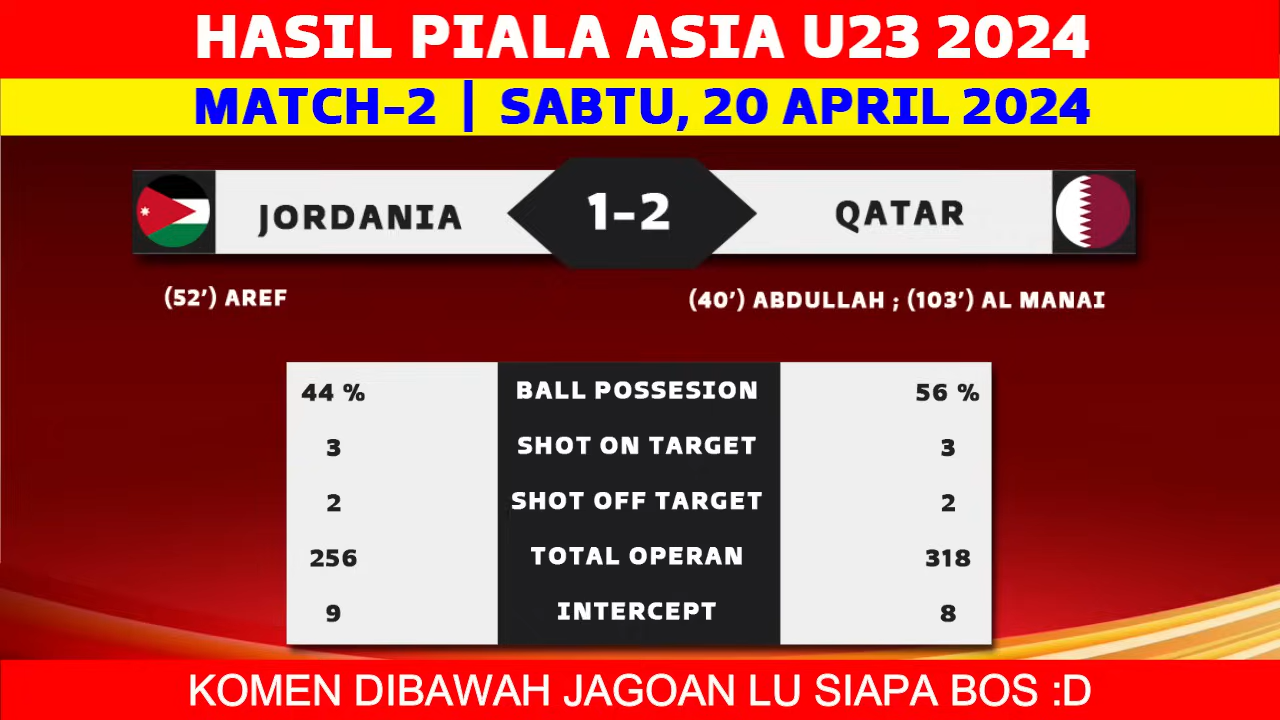 HASIL PIALA ASIA U23 2024
MATCH-2 | SABTU, 20 APRIL 2024
JORDANIA 1-2 QATAR
(52') AREF (40') ABDULLAH ; (103') AL MANAI
44 % BALL POSSESION 56 %
3 SHOT ON TARGET 3
2 SHOT OFF TARGET 2
256 TOTAL OPERAN 318
9 INTERCEPT 8
KOMEN DIBAWAH JAGOAN LU SIAPA BOS :D